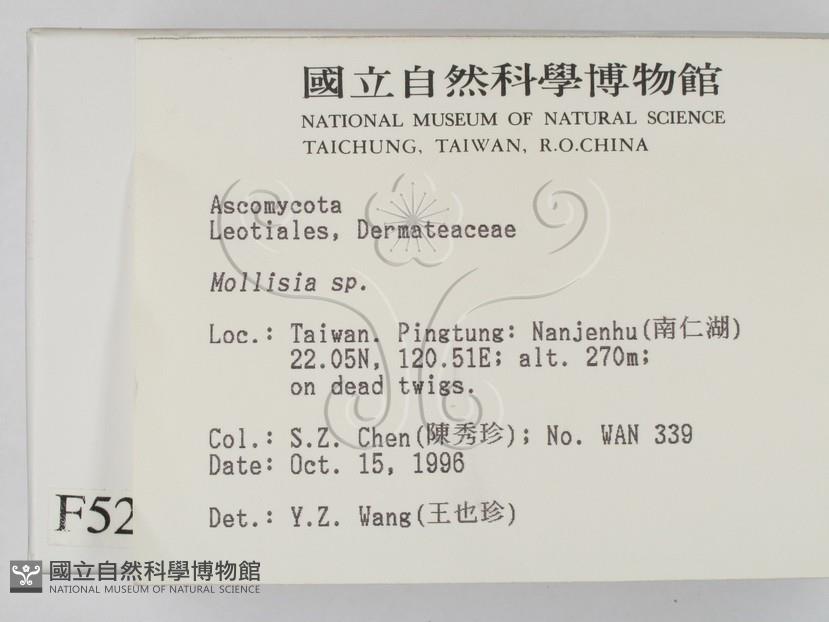 國立自然科學博物館
NATIONAL MUSEUM OF NATURAL SCIENCE
TAICHUNG, TAIWAN, R.O.CHINA
Ascomycota
Leotiales, Dermateaceae
Mollisia sp.
Loc.: Taiwan. Pingtung: Nanjenhu(南仁湖)
22.05N, 120.51E; alt. 270m;
on dead twigs.
Col.: S.Z. Chen(陳秀珍); No. WAN 339
Date: Oct. 15, 1996
Det.: Y.Z. Wang(王也珍)
F52
國立自然科學博物館
NATIONAL MUSEUM OF NATURAL SCIENCE